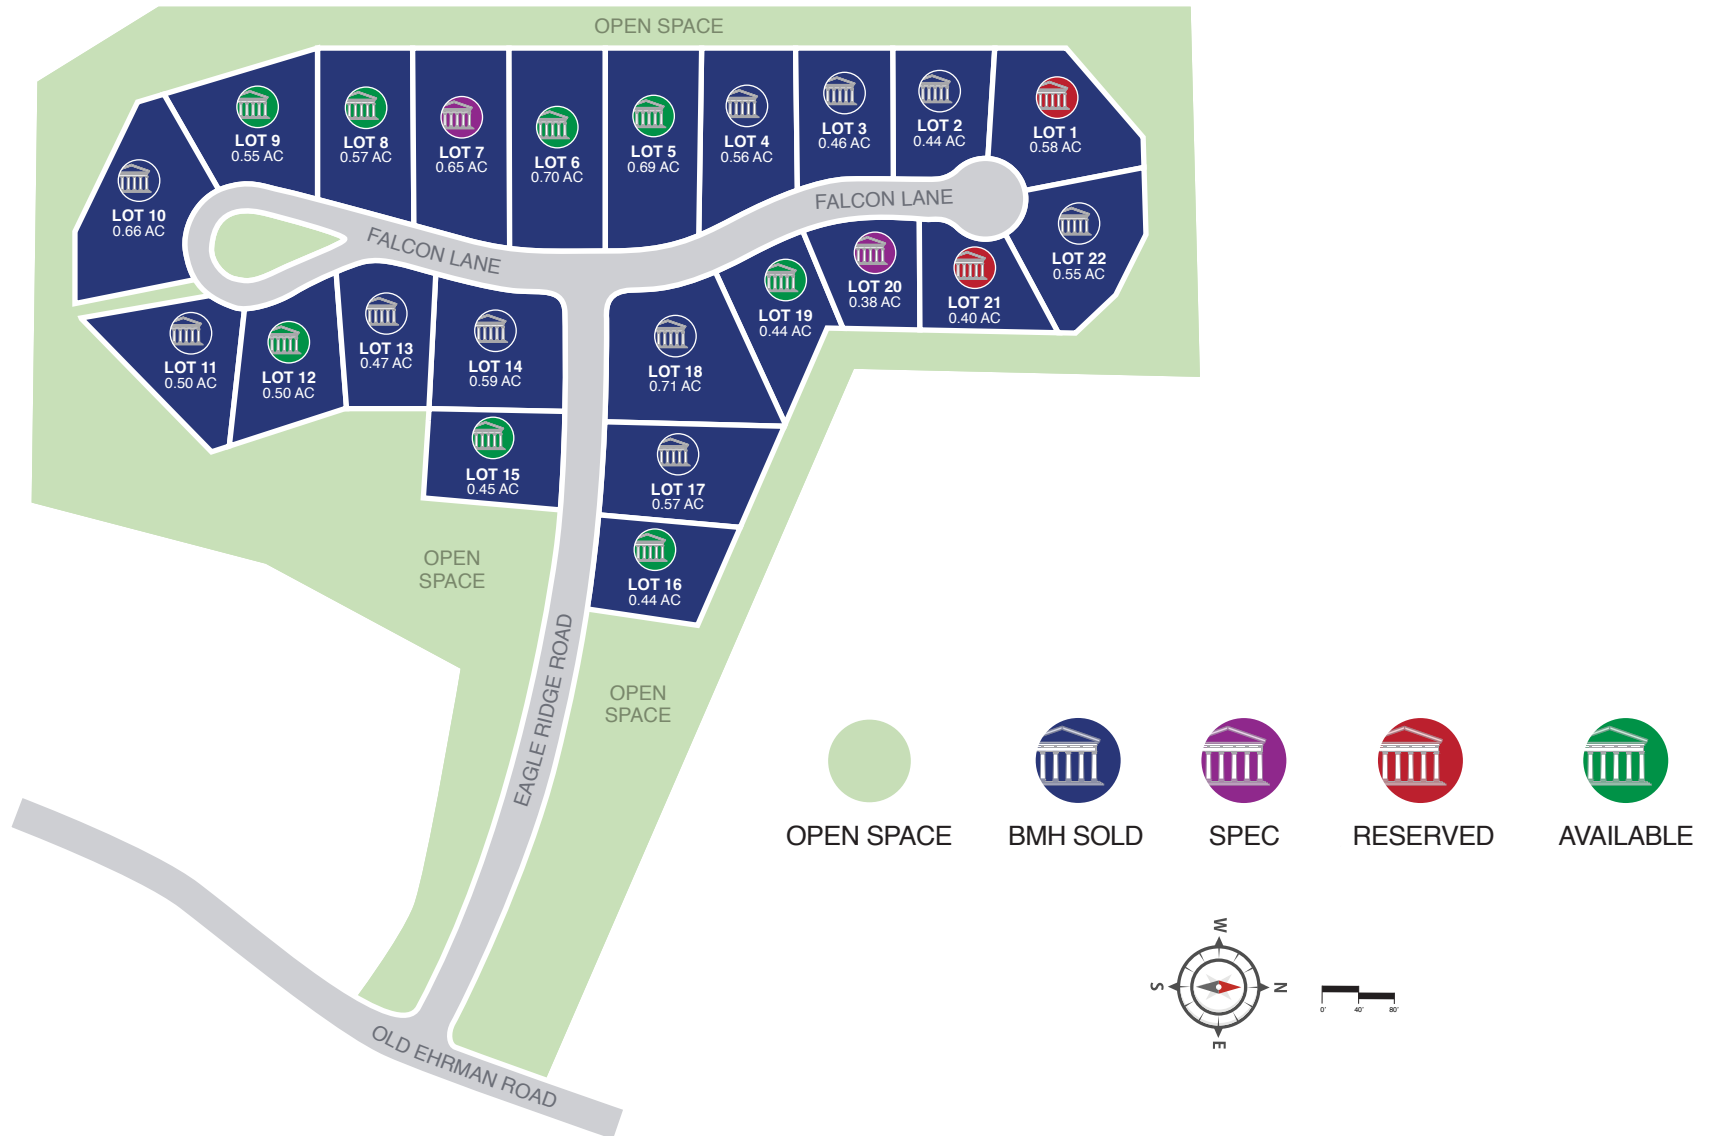 OPEN SPACE
LOT 9
0.55 AC
LOT 8
0.57 AC
LOT 7
0.65 AC
LOT 6
0.70 AC
LOT 5
0.69 AC
LOT 4
0.56 AC
LOT 3
0.46 AC
LOT 2
0.44 AC
LOT 1
0.58 AC
LOT 10
0.66 AC
FALCON LANE
FALCON LANE
LOT 22
0.55 AC
LOT 21
0.40 AC
LOT 20
0.38 AC
LOT 19
0.44 AC
LOT 11
0.50 AC
LOT 12
0.50 AC
LOT 13
0.47 AC
LOT 14
0.59 AC
LOT 18
0.71 AC
LOT 15
0.45 AC
LOT 17
0.57 AC
LOT 16
0.44 AC
OPEN
SPACE
EAGLE RIDGE ROAD
OPEN
SPACE
OPEN SPACE
BMH SOLD
SPEC
RESERVED
AVAILABLE
W
S
N
E
0'
40'
80'
OLD EHRMAN ROAD